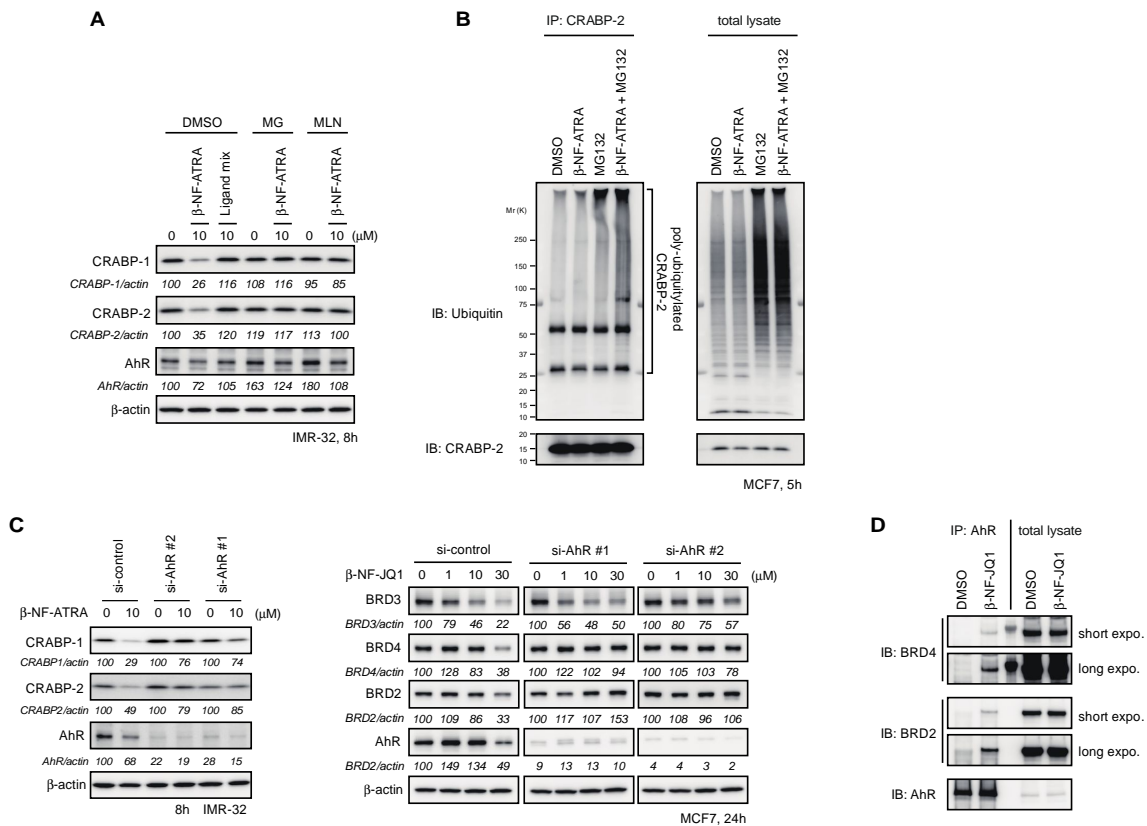 A
DMSO MG MLN
β-NF-ATRA Ligand mix β-NF-ATRA β-NF-ATRA
0 10 10 0 10 0 10 (μM)
CRABP-1
CRABP-1/actin 100 26 116 108 116 95 85
CRABP-2
CRABP-2/actin 100 35 120 119 117 113 100
AhR
AhR/actin 100 72 105 163 124 180 108
β-actin
IMR-32, 8h
B
IP: CRABP-2 total lysate
DMSO β-NF-ATRA MG132 β-NF-ATRA + MG132 DMSO β-NF-ATRA MG132 β-NF-ATRA + MG132
Mr (K)
250
150
100
75
50
37
25
20
15
10
IB: Ubiquitin
poly-ubiquitylated
CRABP-2
20
15
10
IB: CRABP-2
MCF7, 5h
C
si-control si-AhR #2 si-AhR #1
β-NF-ATRA 0 10 0 10 0 10 (μM)
CRABP-1
CRABP1/actin 100 29 100 76 100 74
CRABP-2
CRABP2/actin 100 49 100 79 100 85
AhR
AhR/actin 100 68 22 19 28 15
β-actin
8h IMR-32
si-control si-AhR #1 si-AhR #2
β-NF-JQ1 0 1 10 30 0 1 10 30 0 1 10 30 (μM)
BRD3
BRD3/actin 100 79 46 22 100 56 48 50 100 80 75 57
BRD4
BRD4/actin 100 128 83 38 100 122 102 94 100 105 103 78
BRD2
BRD2/actin 100 109 86 33 100 117 107 153 100 108 96 106
AhR
BRD2/actin 100 149 134 49 9 13 13 10 4 4 3 2
β-actin
MCF7, 24h
D
IP: AhR total lysate
DMSO β-NF-JQ1 DMSO β-NF-JQ1
IB: BRD4
short expo.
long expo.
IB: BRD2
short expo.
long expo.
IB: AhR